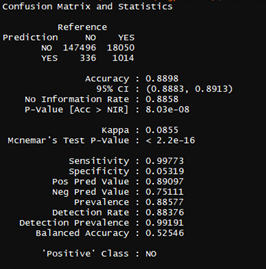 Confusion Matrix and Statistics
Reference
Prediction NO YES
NO 147496 18050
YES 336 1014
Accuracy : 0.8898
95% CI : (0.8883, 0.8913)
No Information Rate : 0.8858
P-Value [Acc > NIR] : 8.03e-08
Kappa : 0.0855
Mcnemar's Test P-Value : < 2.2e-16
Sensitivity : 0.99773
Specificity : 0.05319
Pos Pred Value : 0.89097
Neg Pred Value : 0.75111
Prevalence : 0.88577
Detection Rate : 0.88376
Detection Prevalence : 0.99191
Balanced Accuracy : 0.52546
'Positive' Class : NO